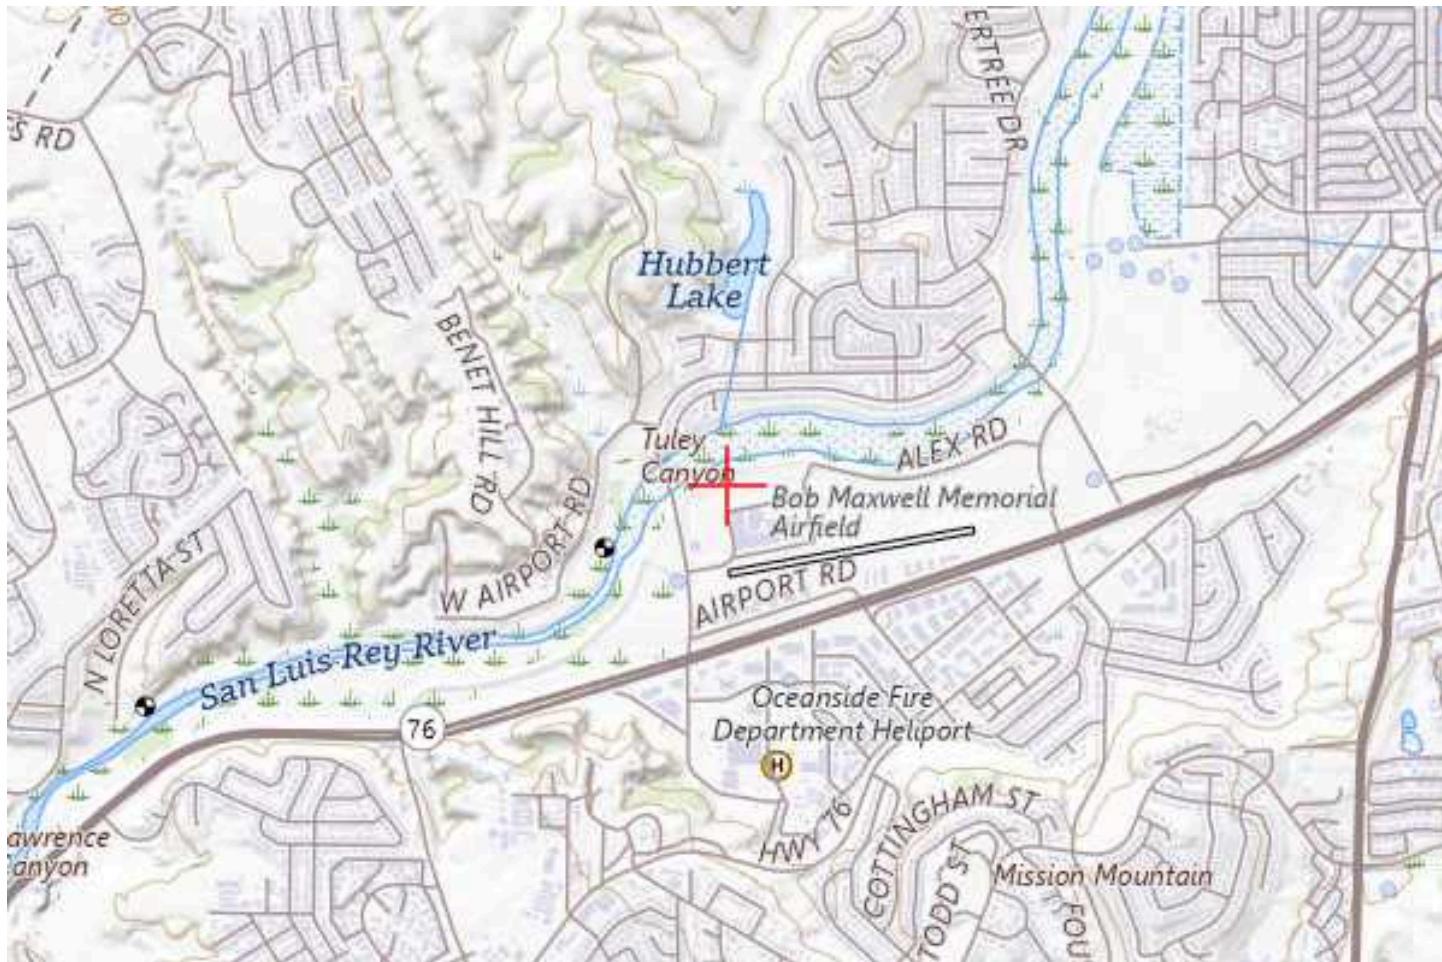 S RD
ERTREE DR
Hubbert
Lake
BENET HILL RD
Tuley
Canyon
ALEX RD
Bob Maxwell Memorial
Airfield
W AIRPORT RD
AIRPORT RD
N LORETTA ST
San Luis Rey River
Oceanside Fire
Department Heliport
76
H
HWY 76
COTTINGHAM ST
awrence
anyon
TODD ST
Mission Mountain
FOU